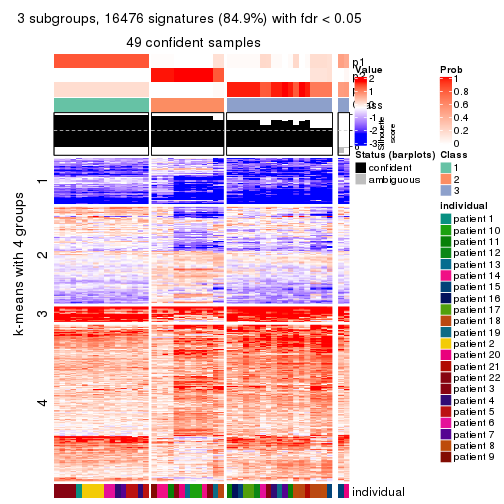 3 subgroups, 16476 signatures (84.9%) with fdr < 0.05
49 confident samples
p1
p2
Value
2
1
0
-1
-2
-3
Silhouette
score
Prob
1
0.8
0.6
0.4
0.2
0
Status (barplots)
confident
ambiguous
Class
1
2
3
k-means with 4 groups
1
2
3
4
individual
patient 1
patient 10
patient 11
patient 12
patient 13
patient 14
patient 15
patient 16
patient 17
patient 18
patient 19
patient 2
patient 20
patient 21
patient 22
patient 3
patient 4
patient 5
patient 6
patient 7
patient 8
patient 9
individual